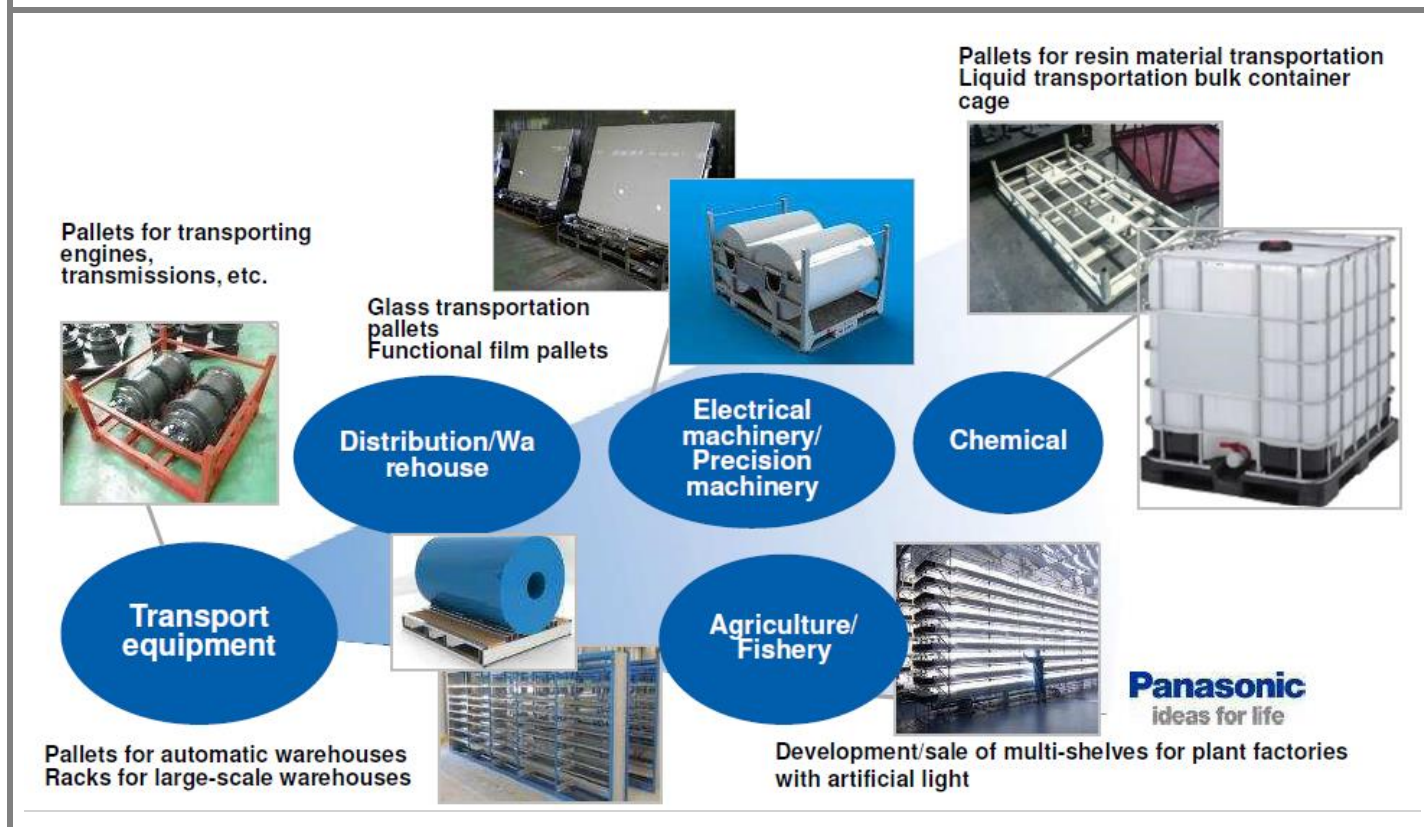 Pallets for resin material transportation
Liquid transportation bulk container
cage
Pallets for transporting
engines,
transmissions, etc.
Glass transportation
pallets
Functional film pallets
Distribution/Wa
rehouse
Electrical
machinery/
Precision
machinery
Chemical
Transport
equipment
Agriculture/
Fishery
Panasonic
ideas for life
Pallets for automatic warehouses
Racks for large-scale warehouses
Development/sale of multi-shelves for plant factories
with artificial light